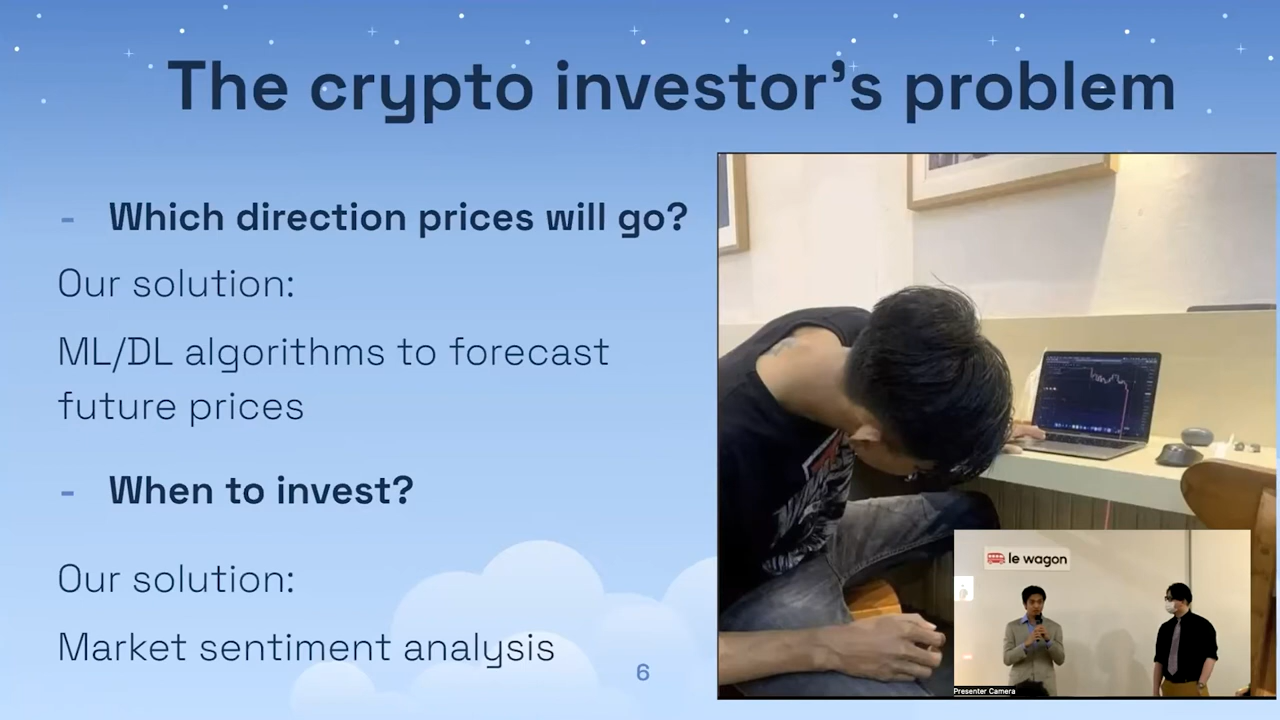 The crypto investor’s problem
- Which direction prices will go?
Our solution:
ML/DL algorithms to forecast
future prices
- When to invest?
Our solution:
Market sentiment analysis
6
le wagon
Presenter Camera